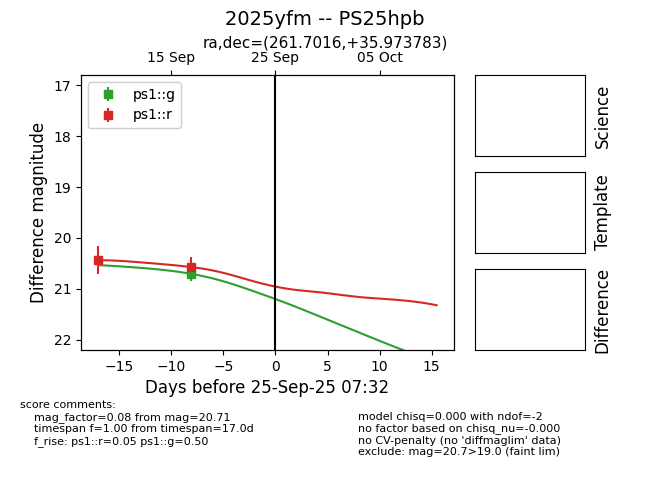 2025yfm -- PS25hpb
ra,dec=(261.7016,+35.973783)
15 Sep 25 Sep 05 Oct
ps1::g
ps1::r
17
18
19
20
21
22
Difference magnitude
−15 −10 −5 0 5 10 15
Days before 25-Sep-25 07:32
Science
Template
Difference
score comments:
mag_factor=0.08 from mag=20.71
timespan f=1.00 from timespan=17.0d
f_rise: ps1::r=0.05 ps1::g=0.50
model chisq=0.000 with ndof=-2
no factor based on chisq_nu=-0.000
no CV-penalty (no 'diffmaglim' data)
exclude: mag=20.7>19.0 (faint lim)